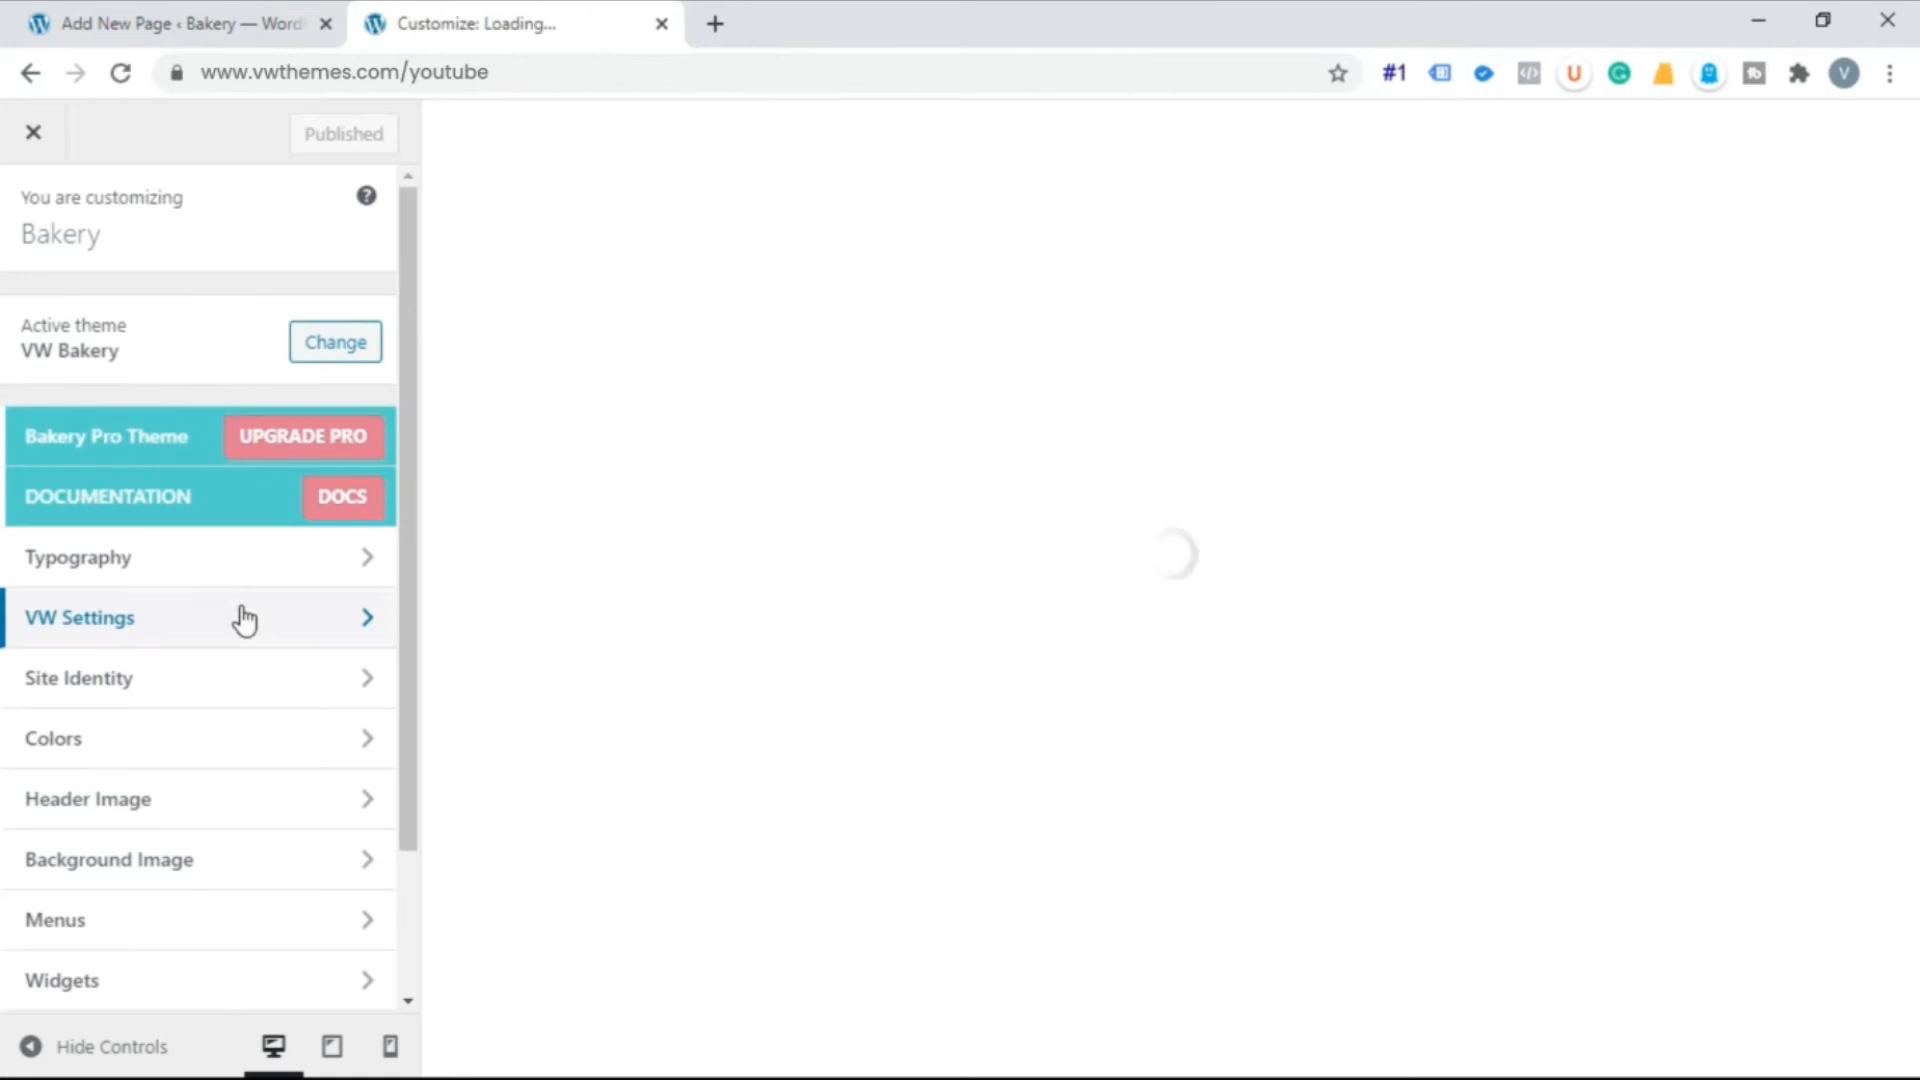 Add New Page ‹ Bakery — Word
Customize: Loading...
www.vwthemes.com/youtube
#1
U
V
Published
You are customizing
Bakery
Active theme
VW Bakery
Change
Bakery Pro Theme
UPGRADE PRO
DOCUMENTATION
DOCS
Typography
VW Settings
Site Identity
Colors
Header Image
Background Image
Menus
Widgets
Hide Controls